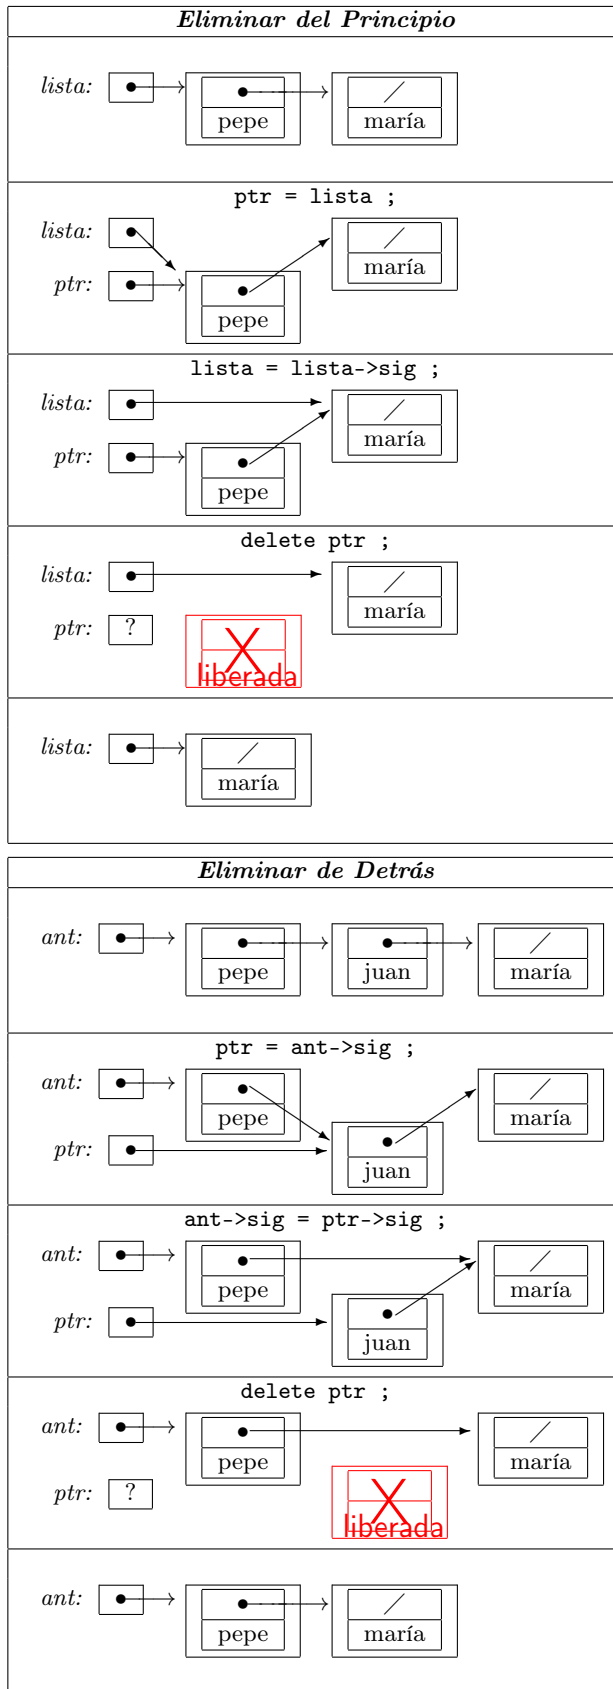 Eliminar del Principio
lista:
pepe
maría
ptr = lista ;
lista:
maría
ptr:
pepe
lista = lista->sig ;
lista:
maría
ptr:
pepe
delete ptr ;
lista:
maría
ptr: ?
X
liberada
lista:
maría
Eliminar de Detrás
ant:
pepe juan maría
ptr = ant->sig ;
ant:
pepe maría
ptr:
juan
ant->sig = ptr->sig ;
ant:
pepe maría
ptr:
juan
delete ptr ;
ant:
pepe maría
ptr: ?
X
liberada
ant:
pepe maría